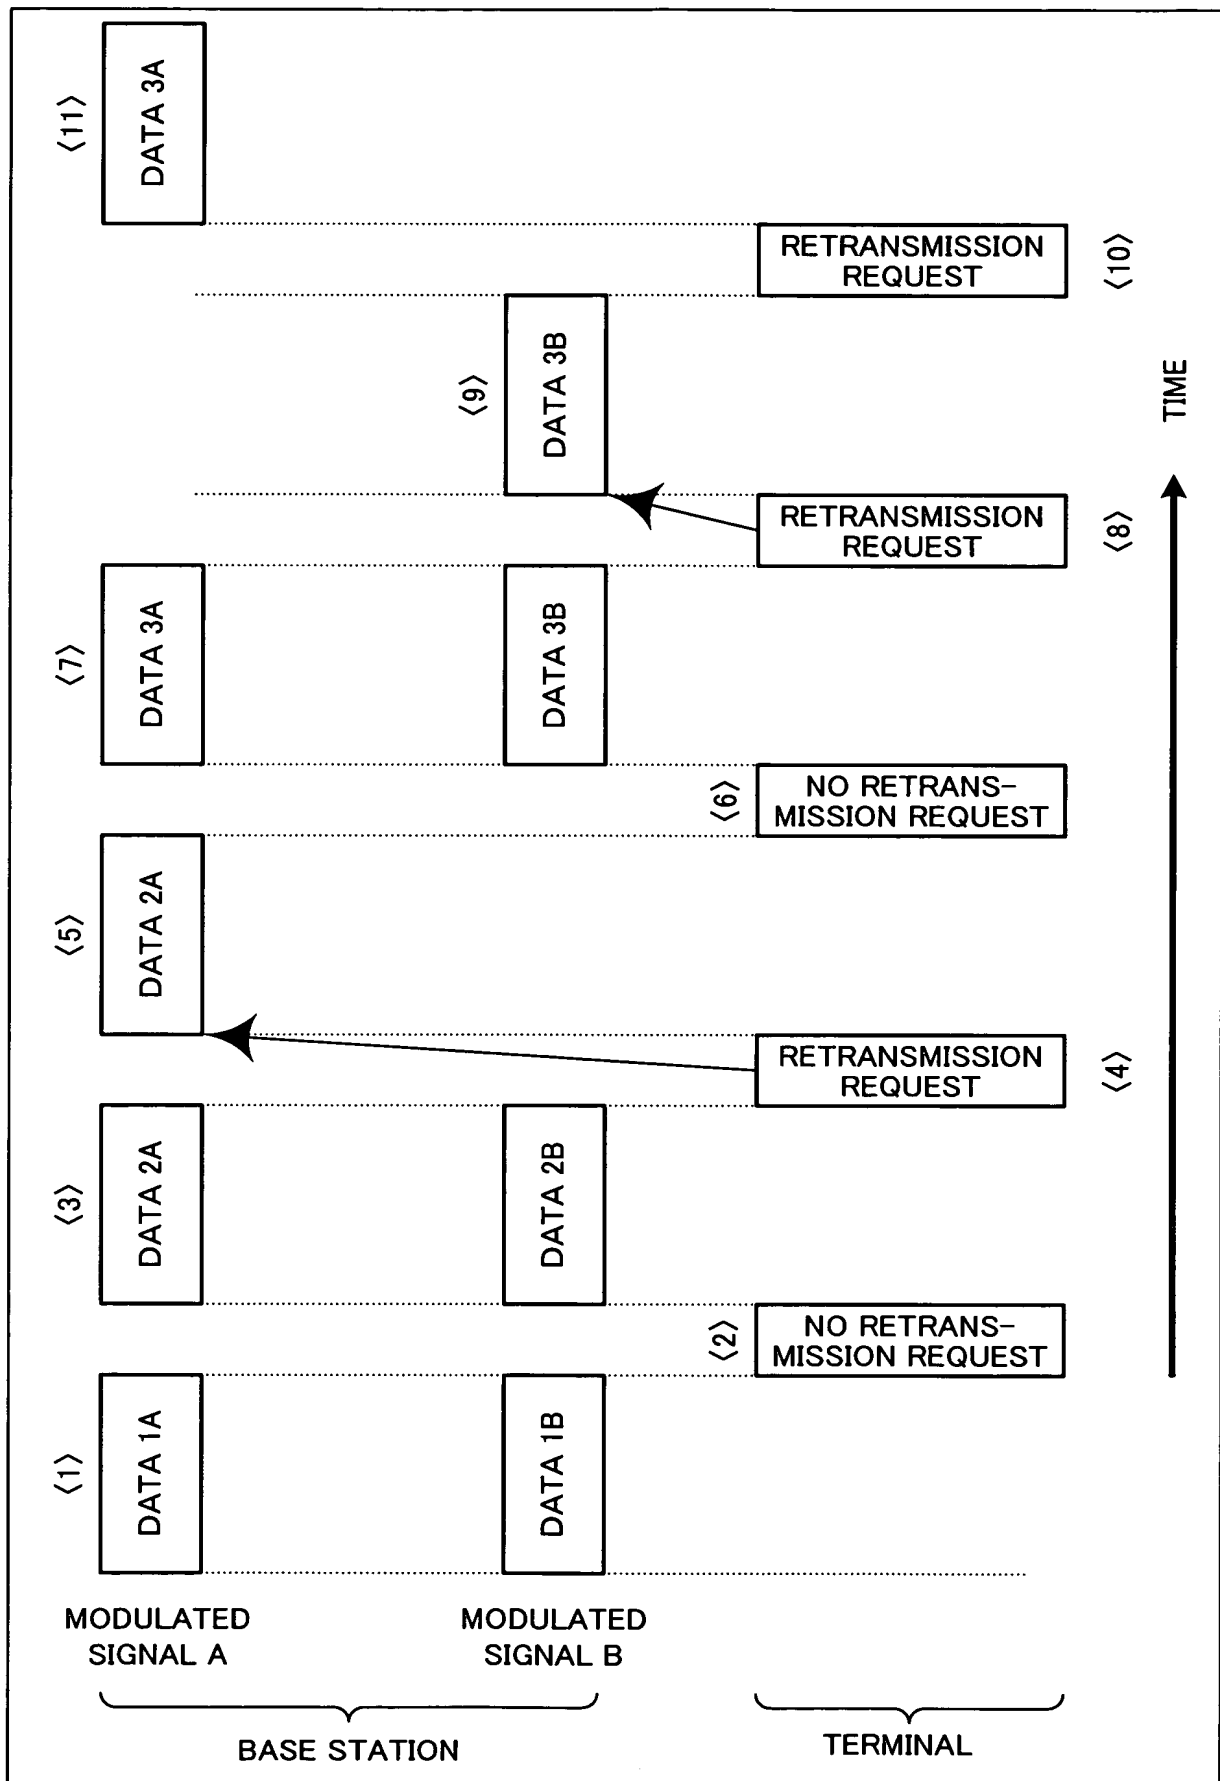 〈11〉
DATA 3A
RETRANSMISSION
REQUEST
〈10〉
〈9〉
DATA 3B
TIME
RETRANSMISSION
REQUEST
〈8〉
〈7〉
DATA 3A
DATA 3B
〈6〉
NO RETRANS-
MISSION REQUEST
〈5〉
DATA 2A
RETRANSMISSION
REQUEST
〈4〉
〈3〉
DATA 2A
DATA 2B
〈2〉
NO RETRANS-
MISSION REQUEST
〈1〉
DATA 1A
DATA 1B
MODULATED
SIGNAL A
MODULATED
SIGNAL B
BASE STATION
TERMINAL